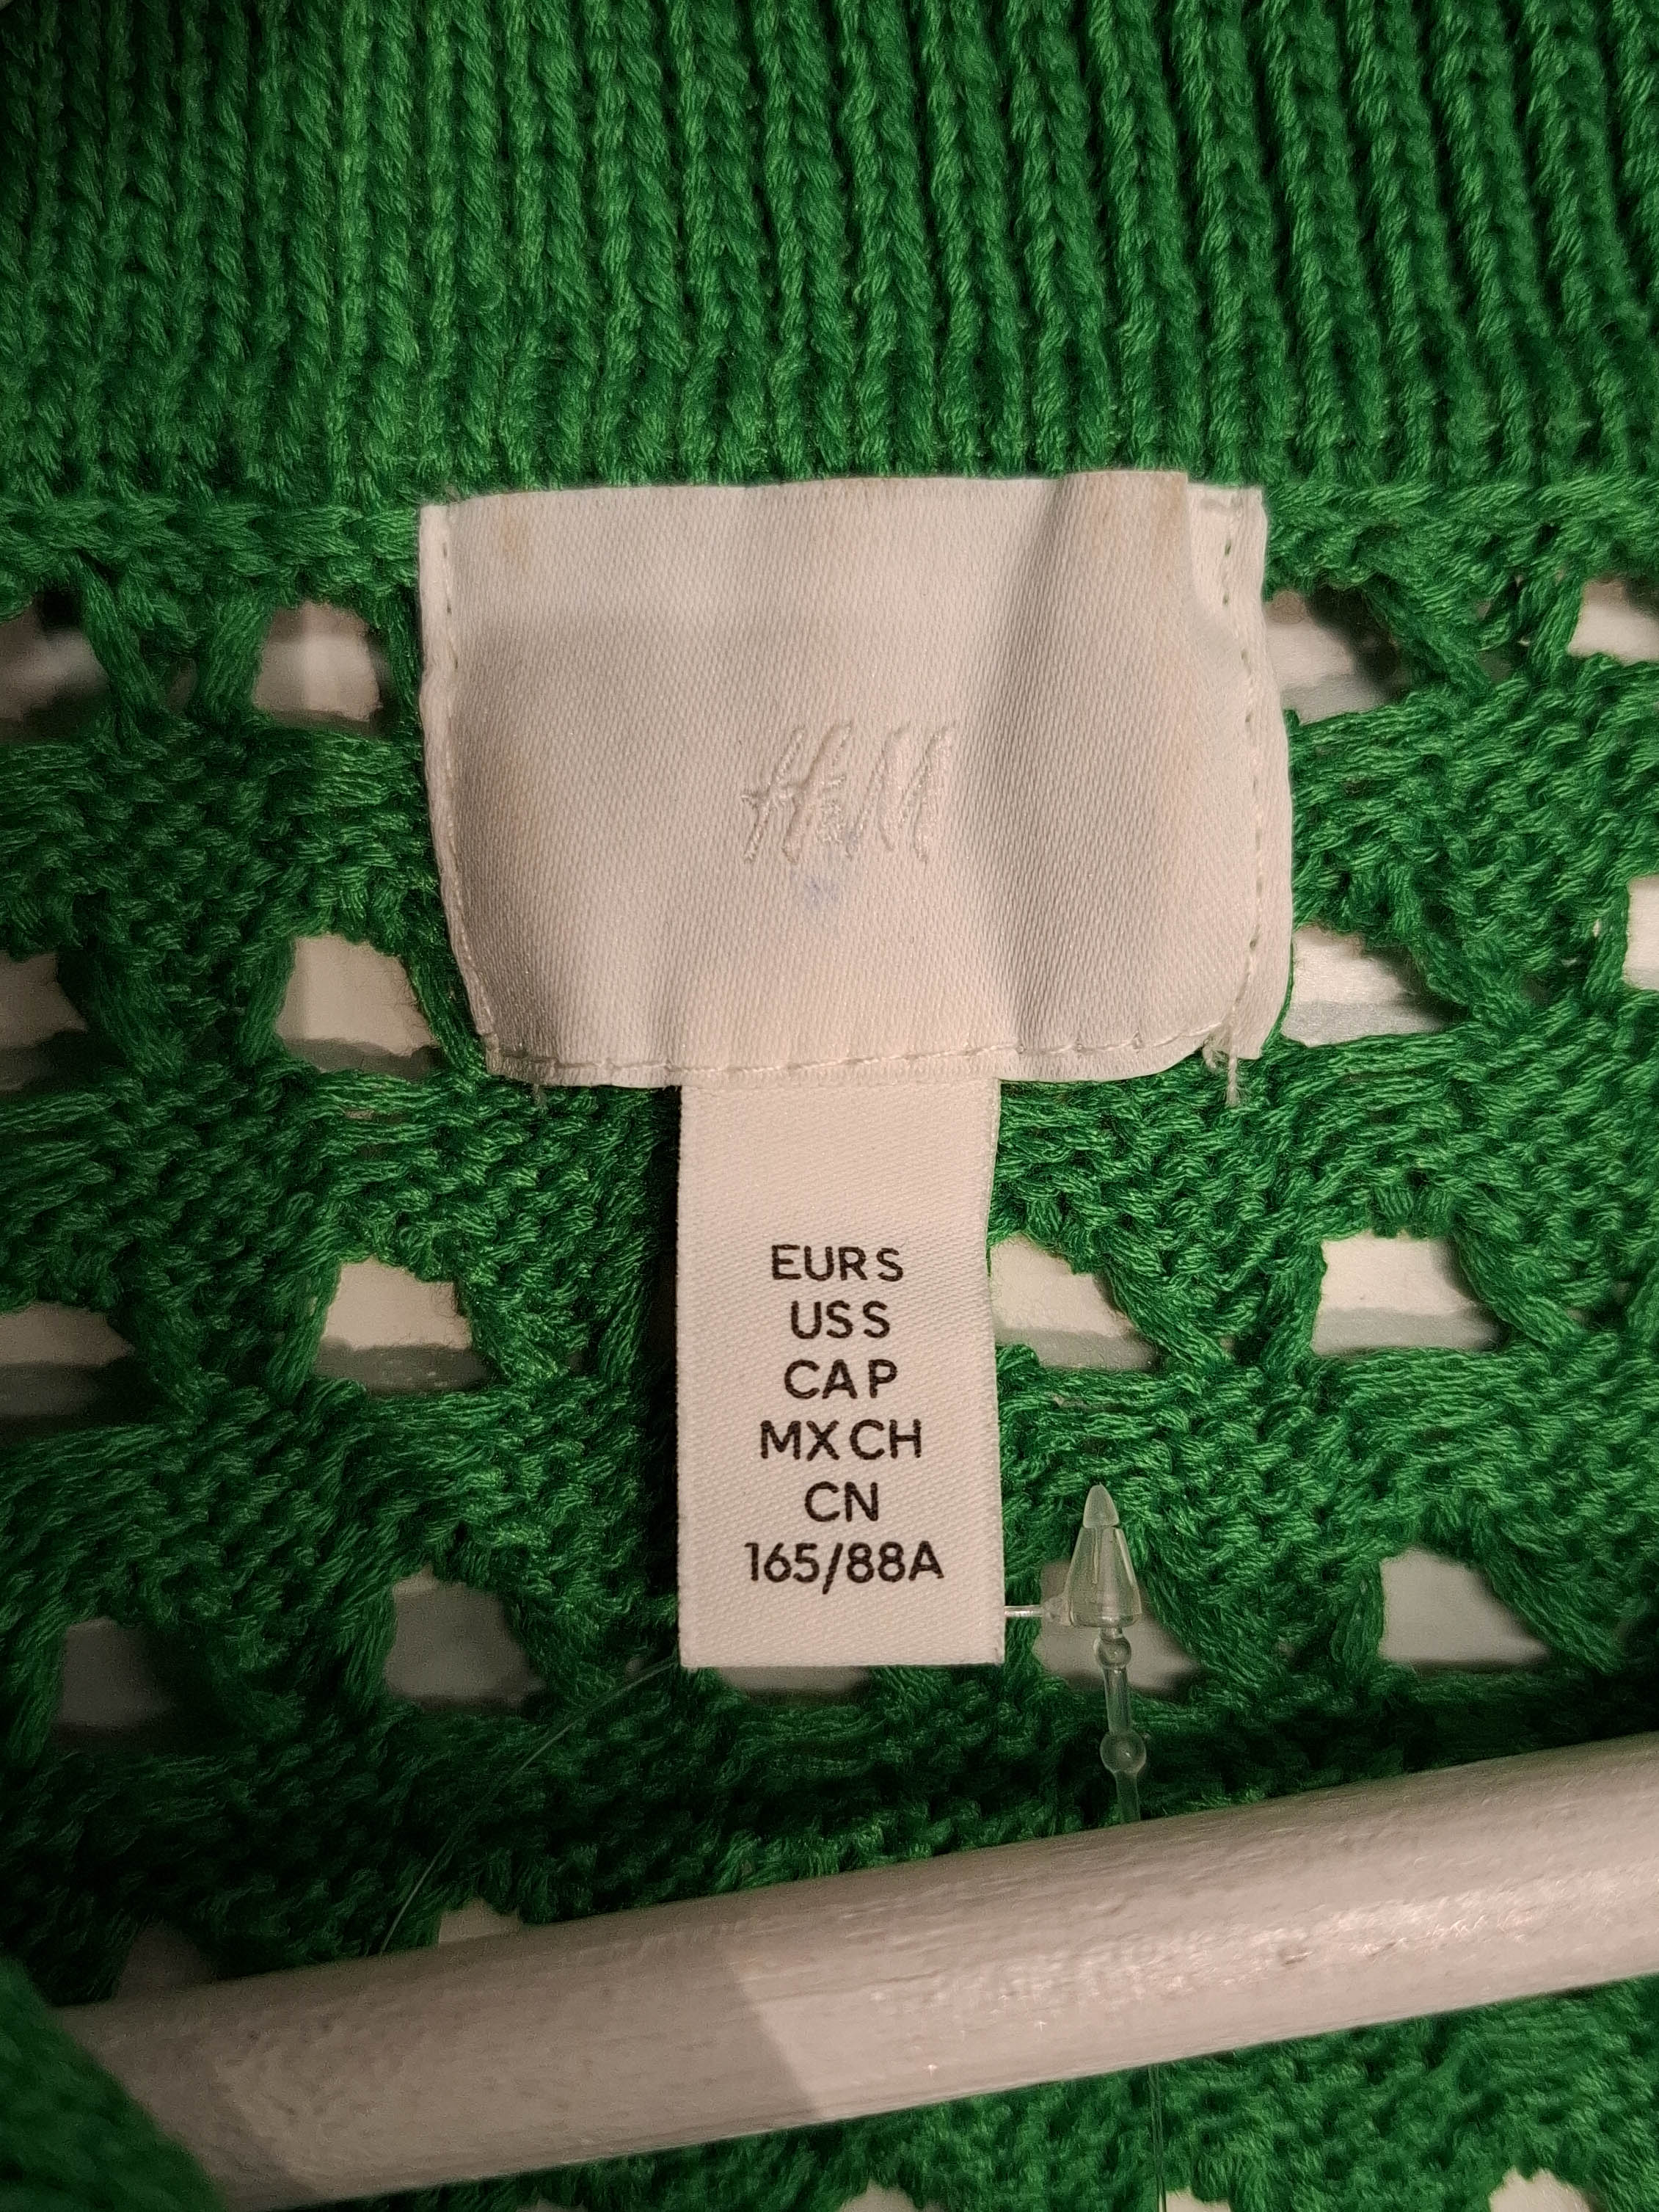 H&M
EUR S
US S
CA P
MX CH
CN
165/88A